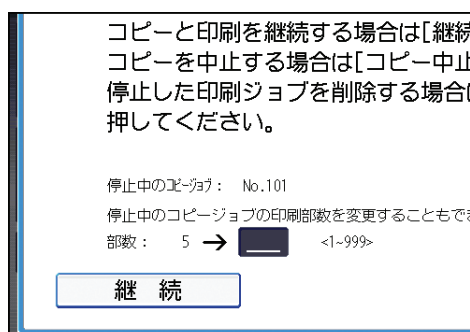 コピーと印刷を継続する場合は[継続
コピーを中止する場合は[コピー中止
停止した印刷ジョブを削除する場合は
押してください。
停止中のｺﾋﾟｰｼﾞｮﾌﾞ： No.101
停止中のコピージョブの印刷部数を変更することもでき
部数： 5 → __ <1~999>
継 続